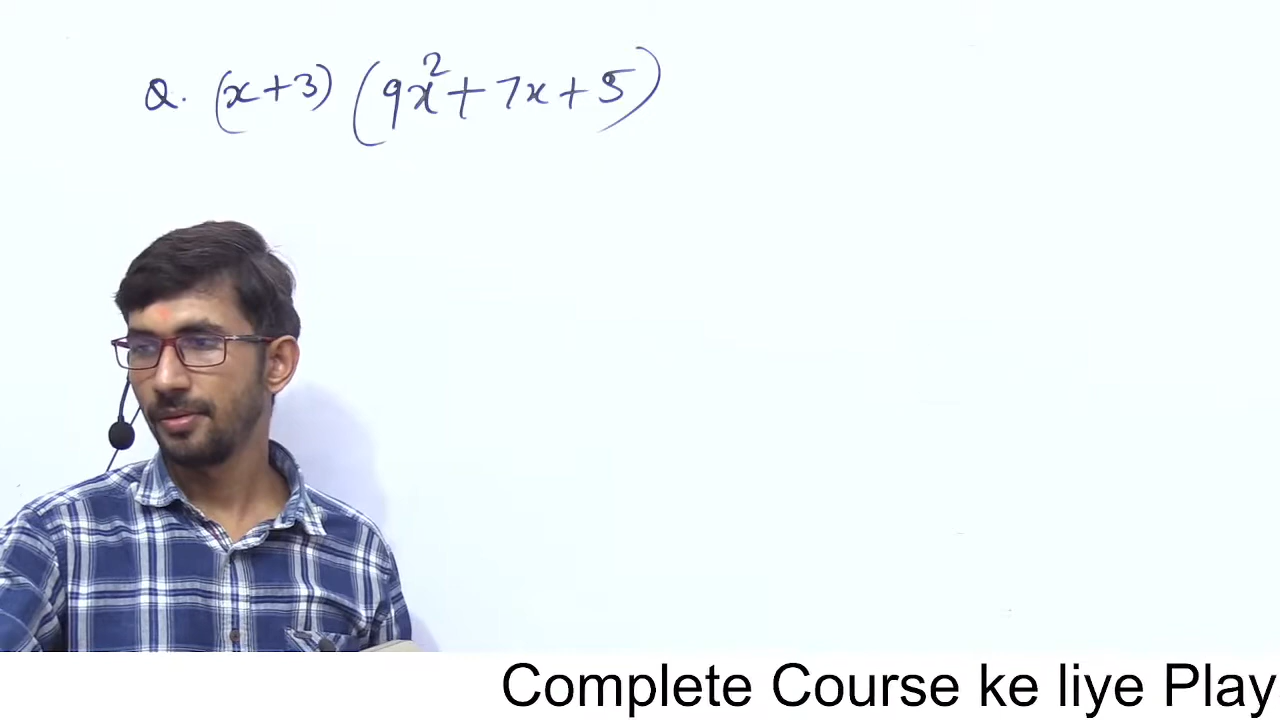 Q. (x+3) (9x²+7x+5)
Complete Course ke liye Play